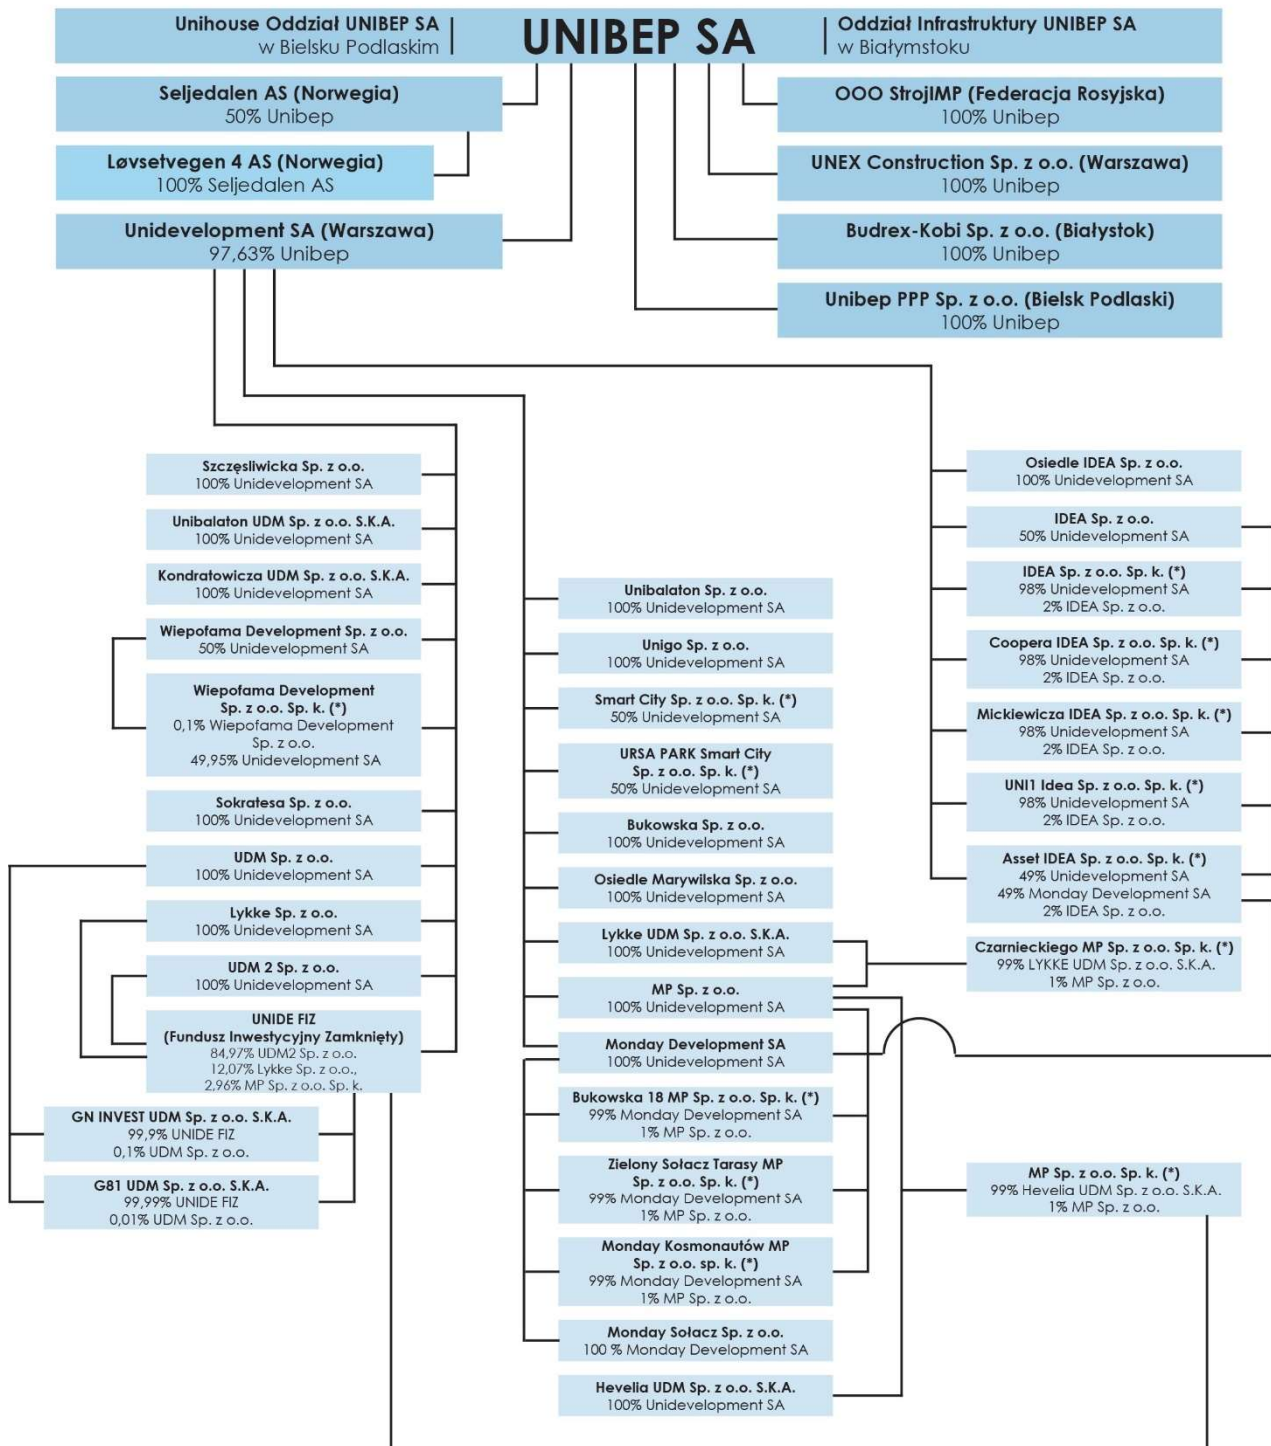 Unihouse Oddział UNIBEP SA
w Bielsku Podlaskim
UNIBEP SA
Oddział Infrastruktury UNIBEP SA
w Białymstoku
Seljedalen AS (Norwegia)
50% Unibep
Løvsetvegen 4 AS (Norwegia)
100% Seljedalen AS
Unidevelopment SA (Warszawa)
97,63% Unibep
OOO StrojIMP (Federacja Rosyjska)
100% Unibep
UNEX Construction Sp. z o.o. (Warszawa)
100% Unibep
Budrex-Kobi Sp. z o.o. (Białystok)
100% Unibep
Unibep PPP Sp. z o.o. (Bielsk Podlaski)
100% Unibep
Szczęsliwicka Sp. z o.o.
100% Unidevelopment SA
Unibalaton UDM Sp. z o.o. S.K.A.
100% Unidevelopment SA
Kondratowicza UDM Sp. z o.o. S.K.A.
100% Unidevelopment SA
Wiepofama Development Sp. z o.o.
50% Unidevelopment SA
Wiepofama Development
Sp. z o.o. Sp. k. (*)
0,1% Wiepofama Development
Sp. z o.o.
49,95% Unidevelopment SA
Sokratesa Sp. z o.o.
100% Unidevelopment SA
UDM Sp. z o.o.
100% Unidevelopment SA
Lykke Sp. z o.o.
100% Unidevelopment SA
UDM 2 Sp. z o.o.
100% Unidevelopment SA
UNIDE FIZ
(Fundusz Inwestycyjny Zamknięty)
84,97% UDM2 Sp. z o.o.
12,07% Lykke Sp. z o.o.,
2,96% MP Sp. z o.o. Sp. k.
GN INVEST UDM Sp. z o.o. S.K.A.
99,9% UNIDE FIZ
0,1% UDM Sp. z o.o.
G81 UDM Sp. z o.o. S.K.A.
99,99% UNIDE FIZ
0,01% UDM Sp. z o.o.
Unibalaton Sp. z o.o.
100% Unidevelopment SA
Unigo Sp. z o.o.
100% Unidevelopment SA
Smart City Sp. z o.o. Sp. k. (*)
50% Unidevelopment SA
URSA PARK Smart City
Sp. z o.o. Sp. k. (*)
50% Unidevelopment SA
Bukowska Sp. z o.o.
100% Unidevelopment SA
Osiedle Marywilska Sp. z o.o.
100% Unidevelopment SA
Lykke UDM Sp. z o.o. S.K.A.
100% Unidevelopment SA
MP Sp. z o.o.
100% Unidevelopment SA
Monday Development SA
100% Unidevelopment SA
Bukowska 18 MP Sp. z o.o. Sp. k. (*)
99% Monday Development SA
1% MP Sp. z o.o.
Zielony Sołacz Tarasy MP
Sp. z o.o. Sp. k. (*)
99% Monday Development SA
1% MP Sp. z o.o.
Monday Kosmonautów MP
Sp. z o.o. sp. k. (*)
99% Monday Development SA
1% MP Sp. z o.o.
Monday Sołacz Sp. z o.o.
100 % Monday Development SA
Hevelia UDM Sp. z o.o. S.K.A.
100% Unidevelopment SA
Osiedle IDEA Sp. z o.o.
100% Unidevelopment SA
IDEA Sp. z o.o.
50% Unidevelopment SA
IDEA Sp. z o.o. Sp. k. (*)
98% Unidevelopment SA
2% IDEA Sp. z o.o.
Coopera IDEA Sp. z o.o. Sp. k. (*)
98% Unidevelopment SA
2% IDEA Sp. z o.o.
Mickiewicza IDEA Sp. z o.o. Sp. k. (*)
98% Unidevelopment SA
2% IDEA Sp. z o.o.
UNI1 Idea Sp. z o.o. Sp. k. (*)
98% Unidevelopment SA
2% IDEA Sp. z o.o.
Asset IDEA Sp. z o.o. Sp. k. (*)
49% Unidevelopment SA
49% Monday Development SA
2% IDEA Sp. z o.o.
Czarnieckiego MP Sp. z o.o. Sp. k. (*)
99% LYKKE UDM Sp. z o.o. S.K.A.
1% MP Sp. z o.o.
MP Sp. z o.o. Sp. k. (*)
99% Hevelia UDM Sp. z o.o. S.K.A.
1% MP Sp. z o.o.